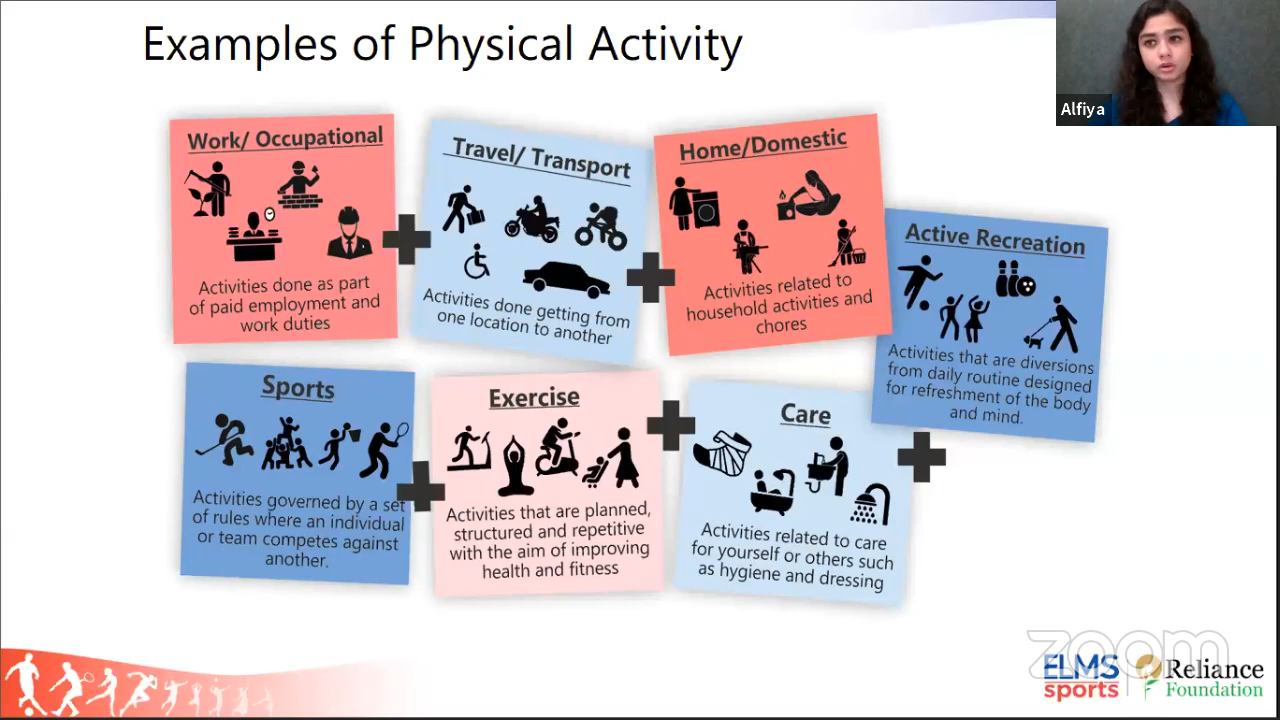 Examples of Physical Activity
Alfiya
Work/ Occupational
Activities done as part
of paid employment and
work duties
Travel/ Transport
Activities done getting from
one location to another
Home/Domestic
Activities related to
household activities and
chores
Active Recreation
Activities that are diversions
from daily routine designed
for refreshment of the body
and mind.
Sports
Activities governed by a set
of rules where an individual
or team competes against
another.
Exercise
Activities that are planned,
structured and repetitive
with the aim of improving
health and fitness
Care
Activities related to care
for yourself or others such
as hygiene and dressing
zoom
ELMS
sports
Reliance
Foundation